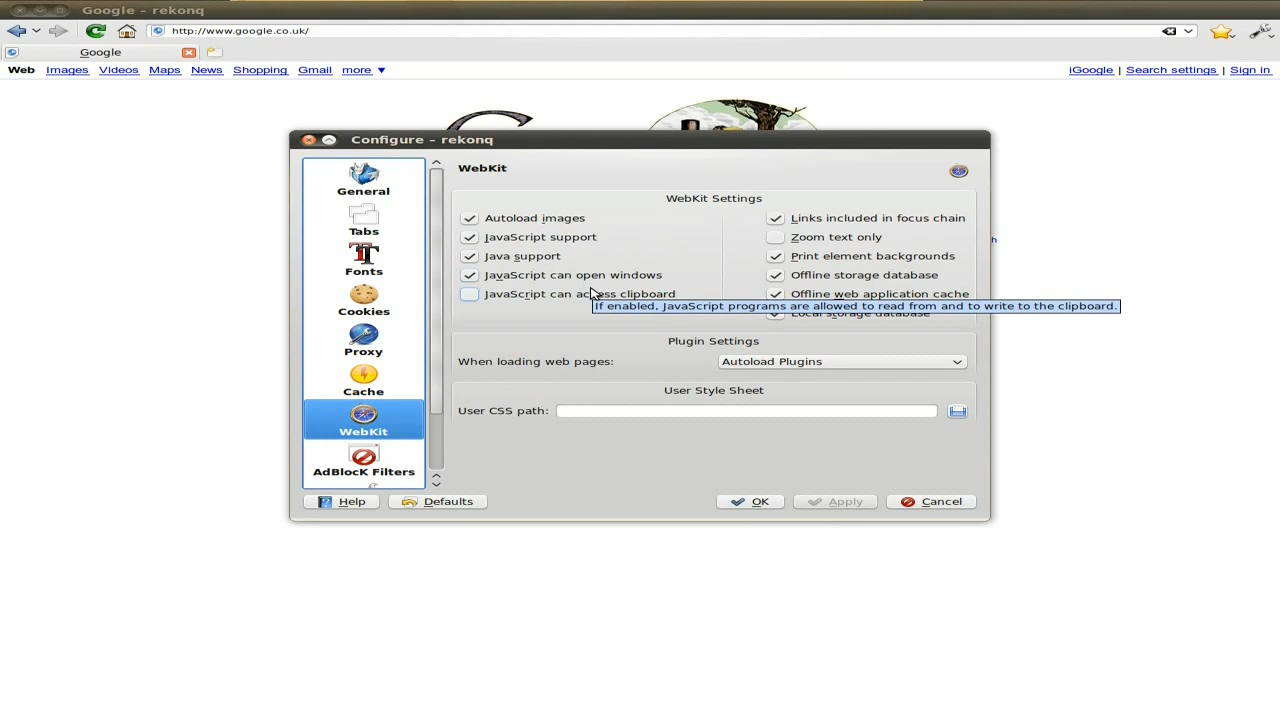 Google – rekonq
http://www.google.co.uk/
Google
Web Images Videos Maps News Shopping Gmail more ▼
iGoogle | Search settings | Sign in
Configure – rekonq
General
Tabs
Fonts
Cookies
Proxy
Cache
WebKit
AdBlocK Filters
WebKit
WebKit Settings
Autoload images
JavaScript support
Java support
JavaScript can open windows
JavaScript can access clipboard
Links included in focus chain
Zoom text only
Print element backgrounds
Offline storage database
Offline web application cache
Local storage database
If enabled, JavaScript programs are allowed to read from and to write to the clipboard.
Plugin Settings
When loading web pages: Autoload Plugins
User Style Sheet
User CSS path:
Help Defaults OK Apply Cancel